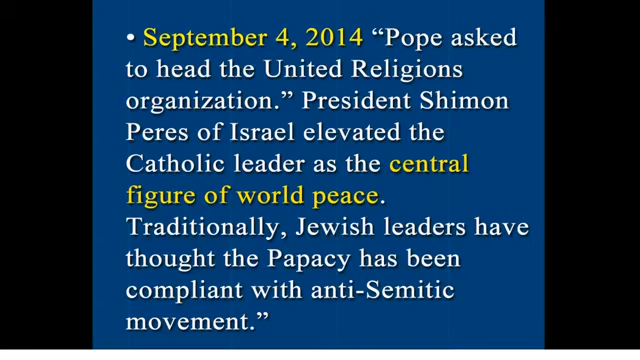 • September 4, 2014 “Pope asked
to head the United Religions
organization.” President Shimon
Peres of Israel elevated the
Catholic leader as the central
figure of world peace.
Traditionally, Jewish leaders have
thought the Papacy has been
compliant with anti-Semitic
movement.”